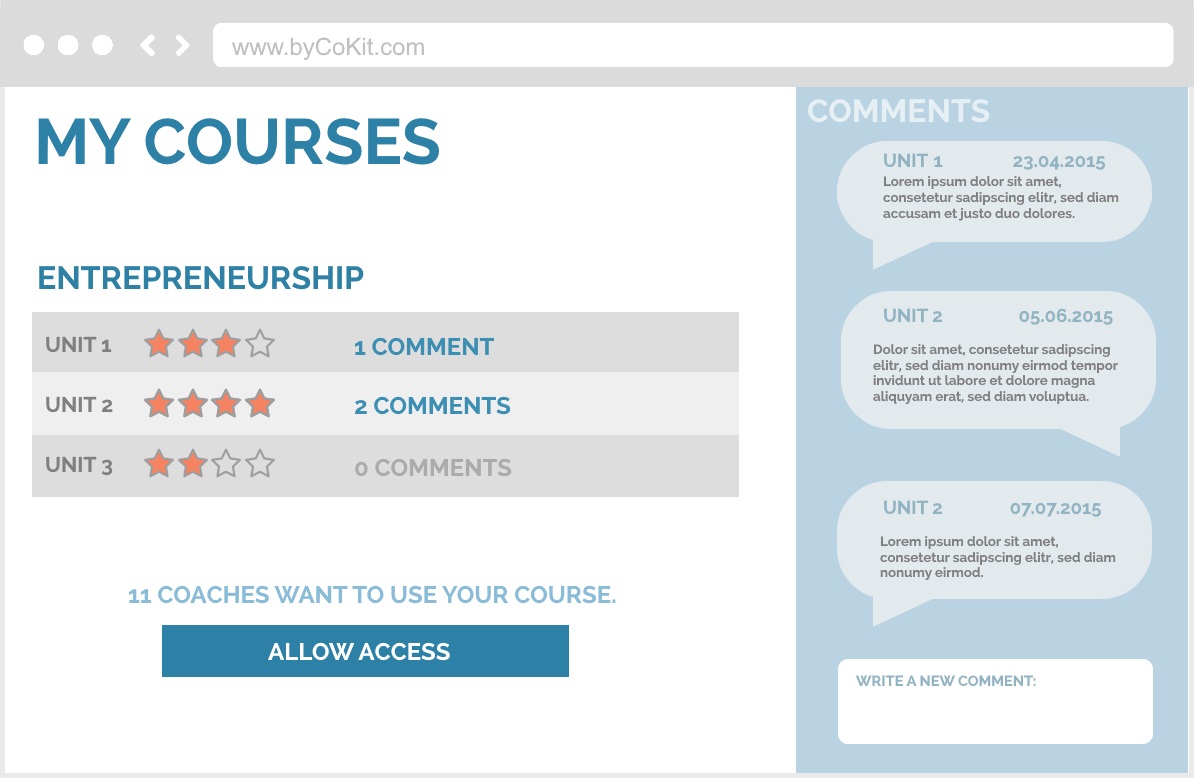 www.byCoKit.com
MY COURSES
ENTREPRENEURSHIP
UNIT 1 1 COMMENT
UNIT 2 2 COMMENTS
UNIT 3 0 COMMENTS
11 COACHES WANT TO USE YOUR COURSE.
ALLOW ACCESS
COMMENTS
UNIT 1 23.04.2015
Lorem ipsum dolor sit amet,
consetetur sadipscing elitr, sed diam
accusam et justo duo dolores.
UNIT 2 05.06.2015
Dolor sit amet, consetetur sadipscing
elitr, sed diam nonumy eirmod tempor
invidunt ut labore et dolore magna
aliquyam erat, sed diam voluptua.
UNIT 2 07.07.2015
Lorem ipsum dolor sit amet,
consetetur sadipscing elitr, sed diam
nonumy eirmod.
WRITE A NEW COMMENT: